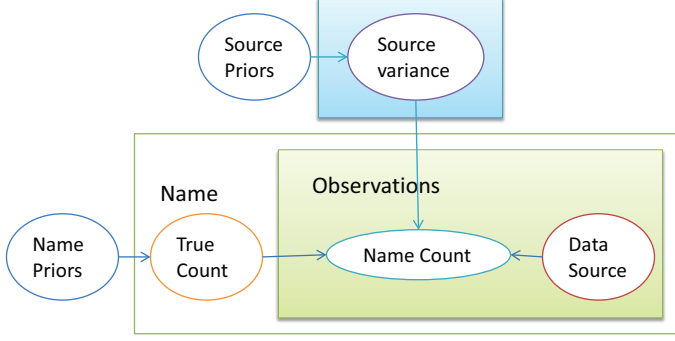 Source
Priors
Source
variance
Name
Observations
Name
Priors
True
Count
Name Count
Data
Source